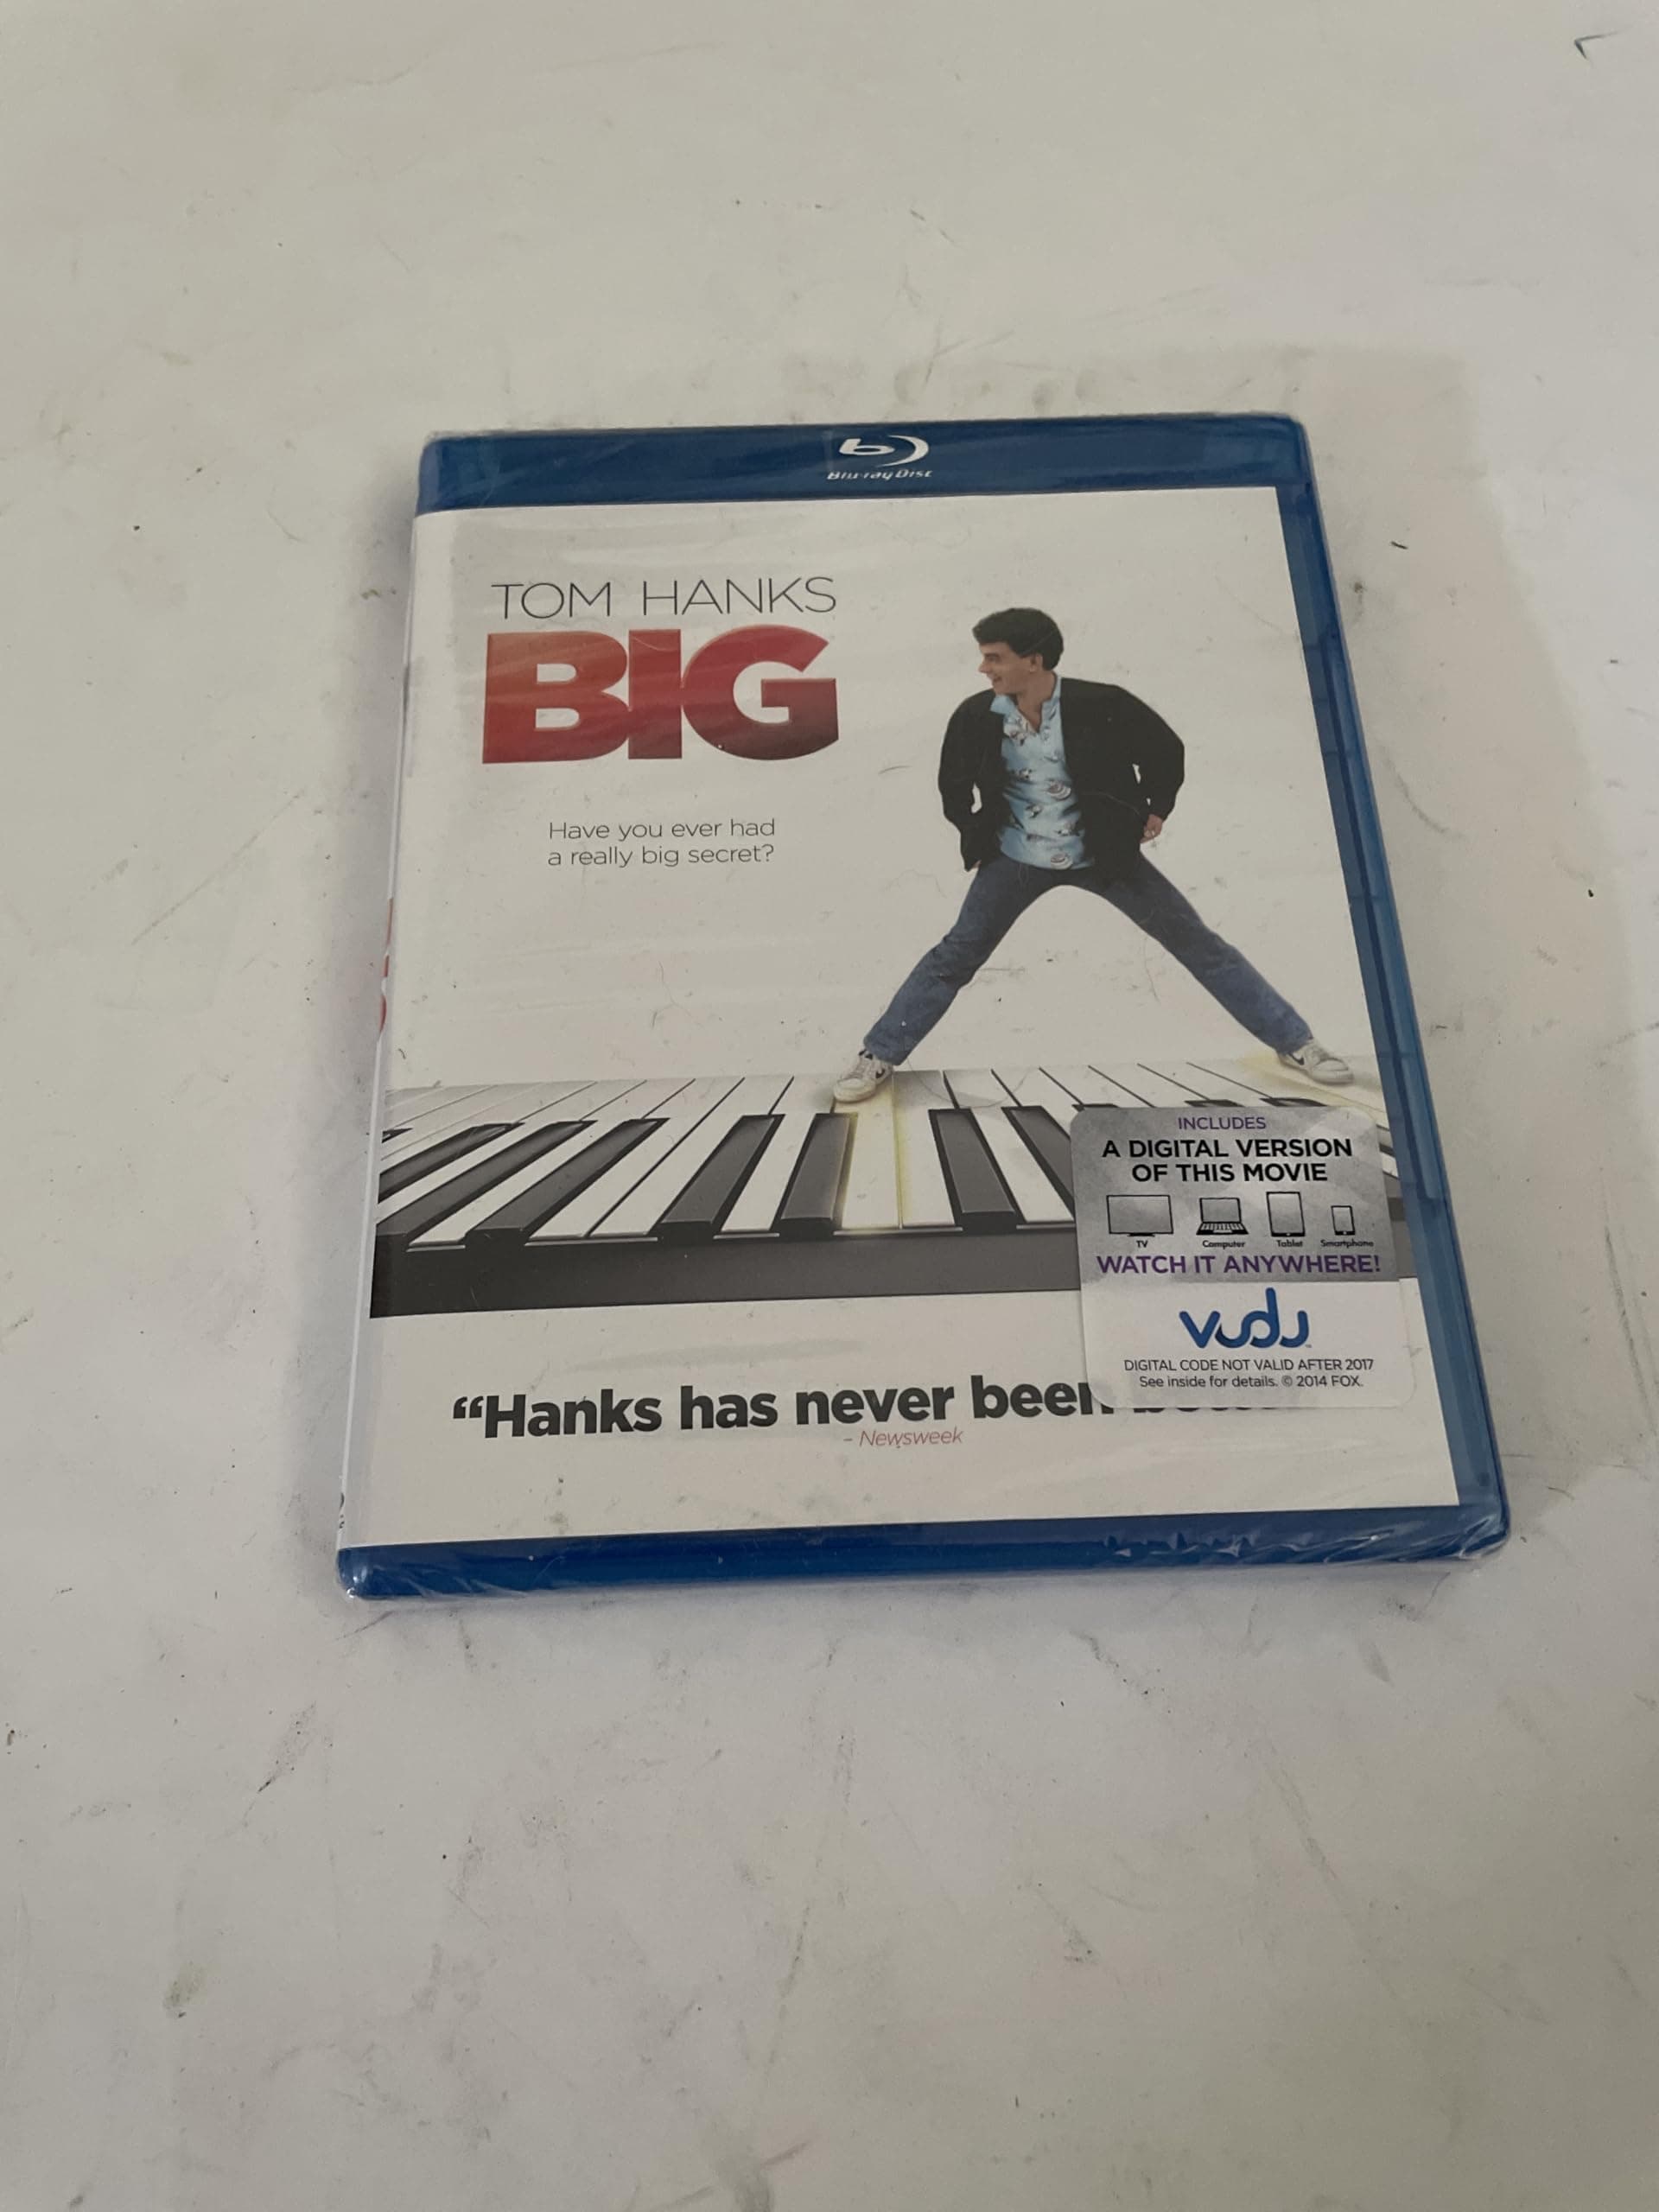 Blu-ray Disc
TOM HANKS
BIG
Have you ever had
a really big secret?
INCLUDES
A DIGITAL VERSION
OF THIS MOVIE
TV Computer Tablet Smartphone
WATCH IT ANYWHERE!
vudu
DIGITAL CODE NOT VALID AFTER 2017
See inside for details. © 2014 FOX.
“Hanks has never been
– Newsweek